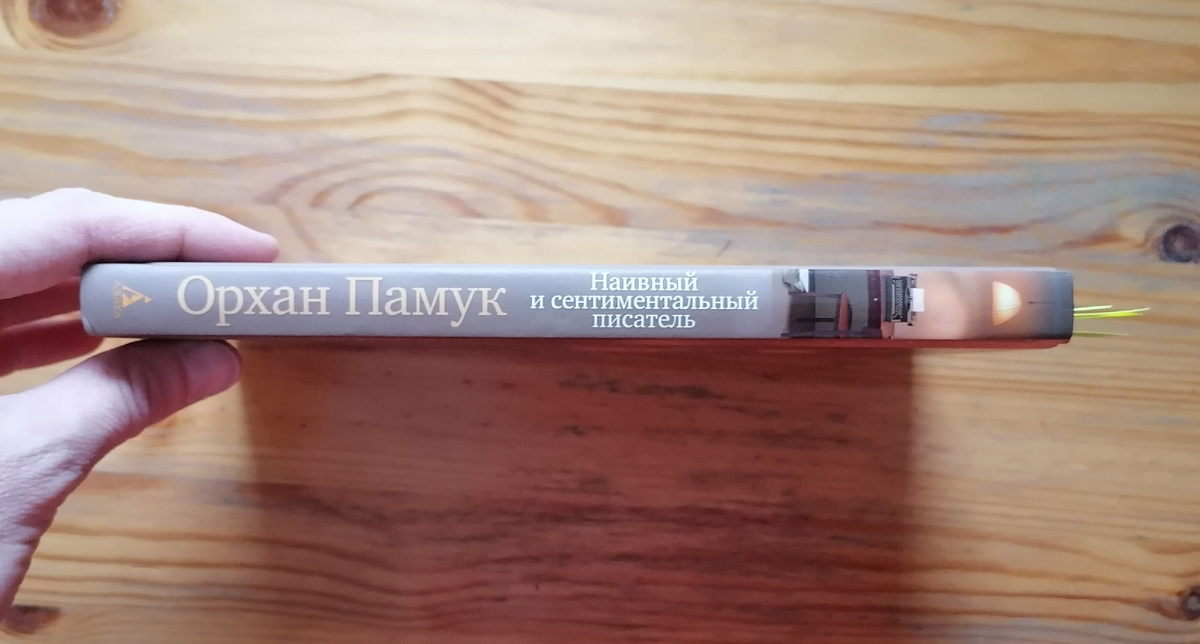 Орхан Памук
Наивный
и сентиментальный
писатель